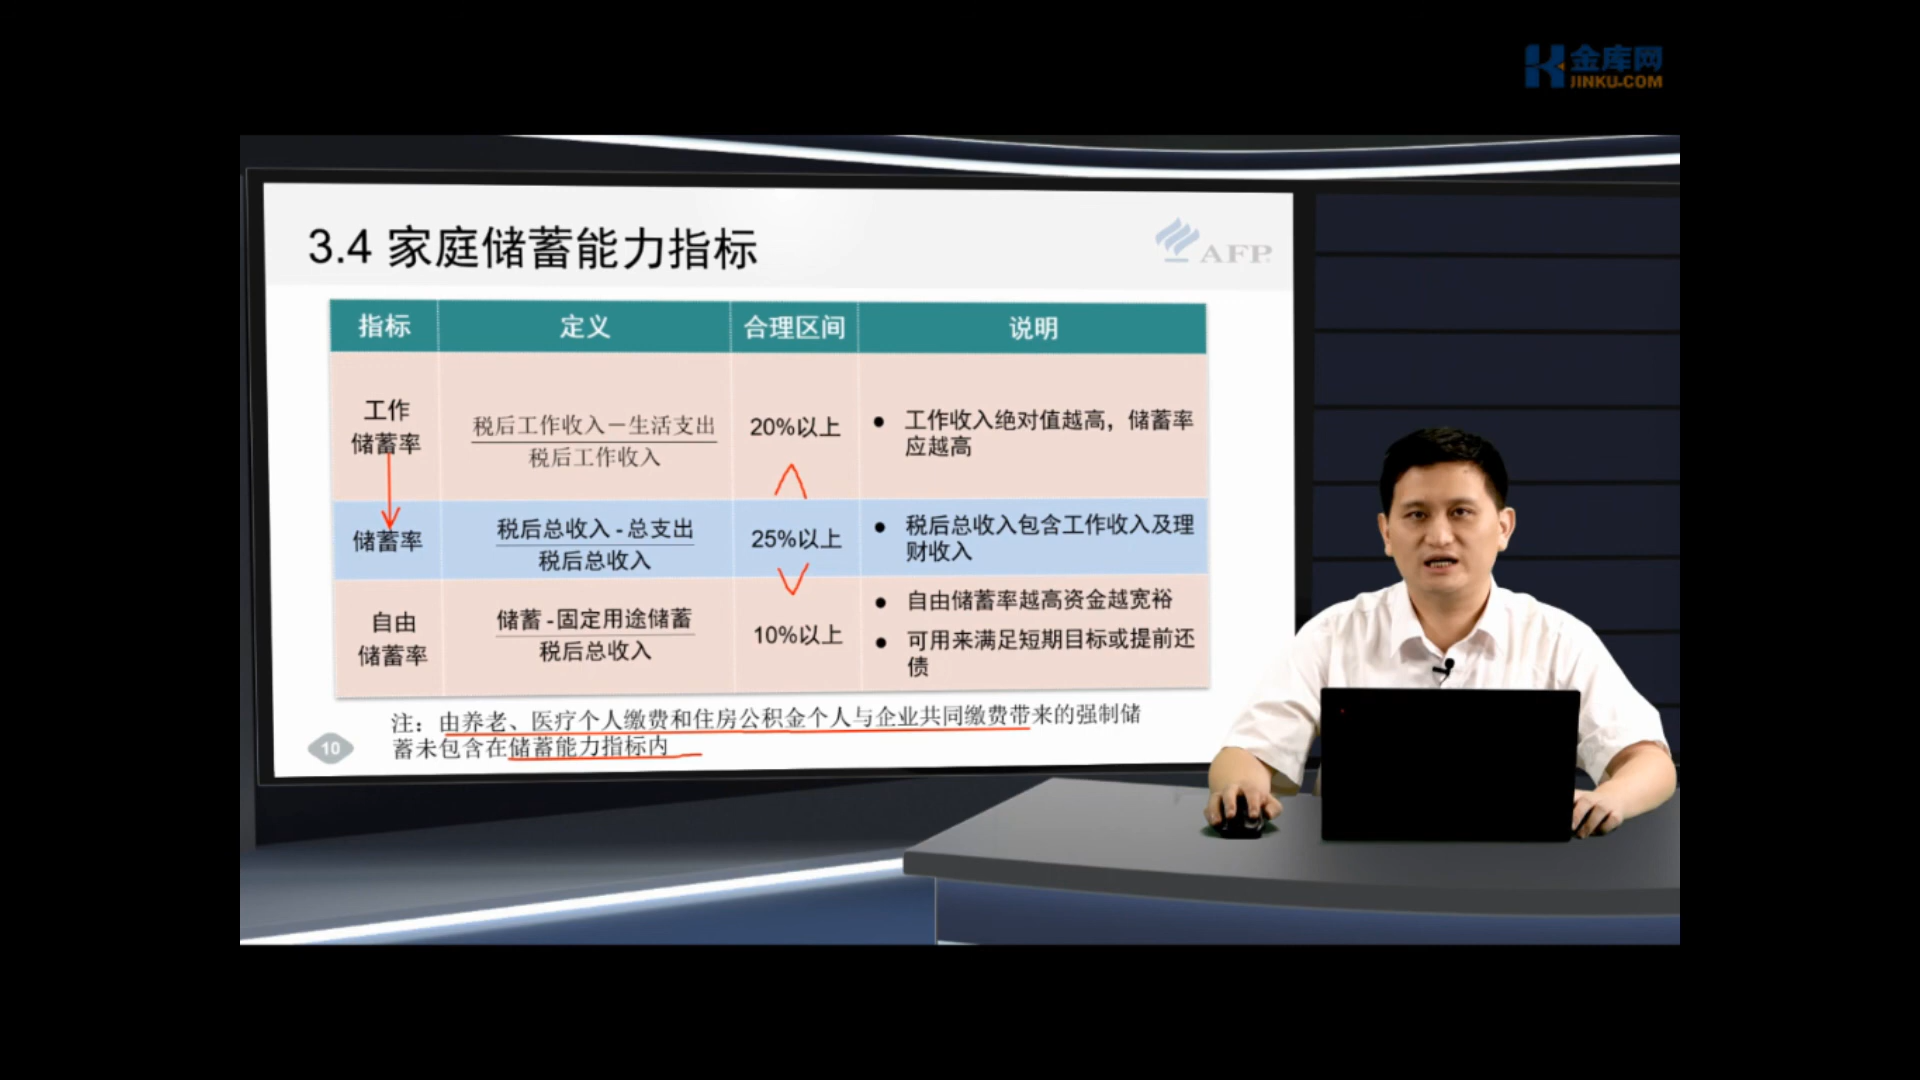 金库网
JINKU.COM
3.4 家庭储蓄能力指标
AFP
指标 定义 合理区间 说明
工作
储蓄率
税后工作收入－生活支出
税后工作收入
20%以上
● 工作收入绝对值越高，储蓄率
应越高
储蓄率
税后总收入 - 总支出
税后总收入
25%以上
● 税后总收入包含工作收入及理
财收入
自由
储蓄率
储蓄 - 固定用途储蓄
税后总收入
10%以上
● 自由储蓄率越高资金越宽裕
● 可用来满足短期目标或提前还
债
注：由养老、医疗个人缴费和住房公积金个人与企业共同缴费带来的强制储
蓄未包含在储蓄能力指标内
10